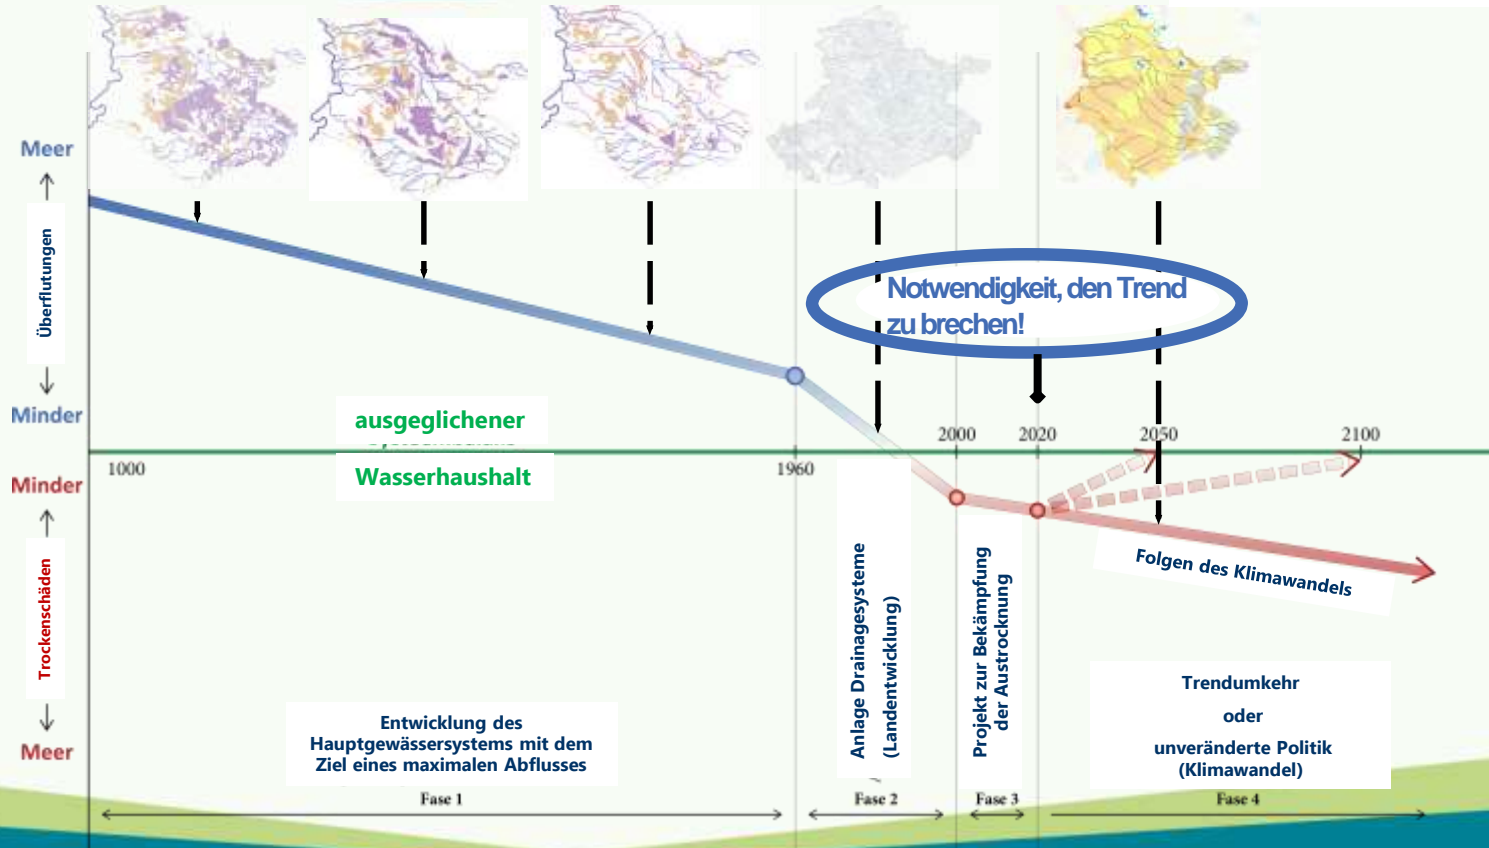 Meer
Überflutungen
Minder
Minder
Trockenschäden
Meer
Notwendigkeit, den Trend
zu brechen!
ausgeglichener
Wasserhaushalt
1000
1960
2000
2020
2050
2100
Folgen des Klimawandels
Entwicklung des
Hauptgewässersystems mit dem
Ziel eines maximalen Abflusses
Anlage Drainagesysteme
(Landentwicklung)
Projekt zur Bekämpfung
der Austrocknung
Trendumkehr
oder
unveränderte Politik
(Klimawandel)
Fase 1
Fase 2
Fase 3
Fase 4